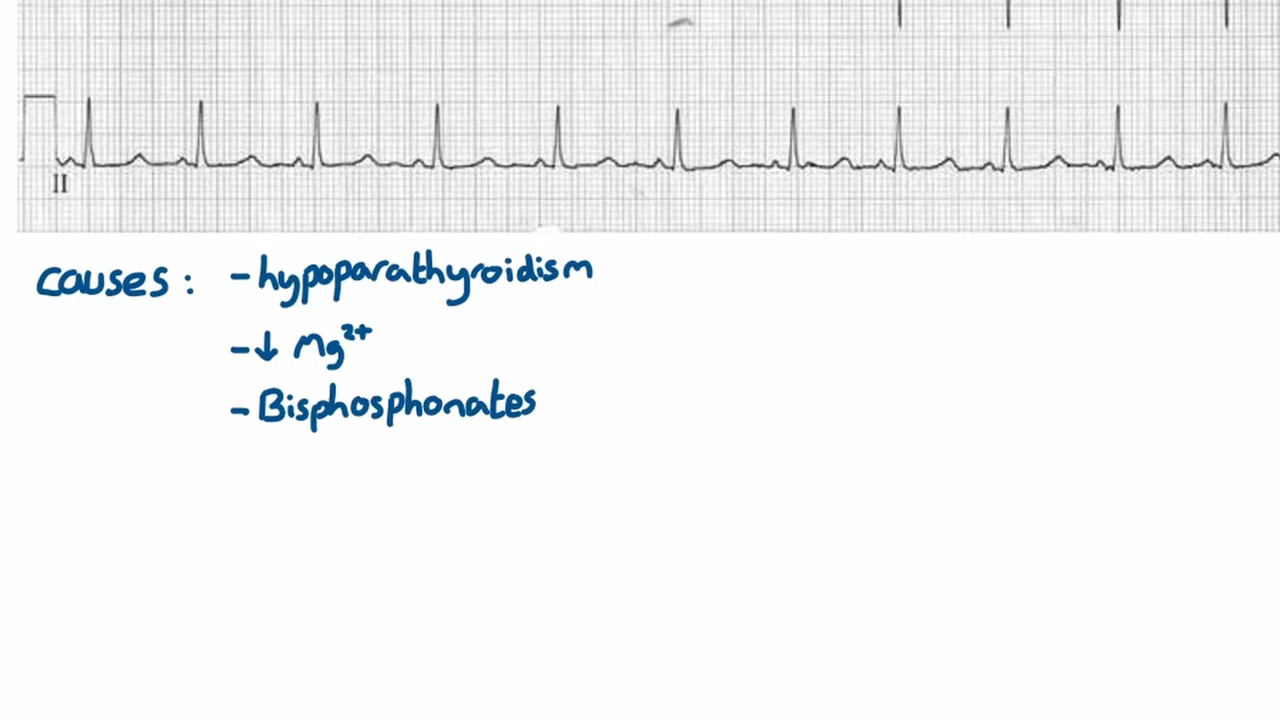 II
causes : - hypoparathyroidism
- ↓ Mg²⁺
- Bisphosphonates